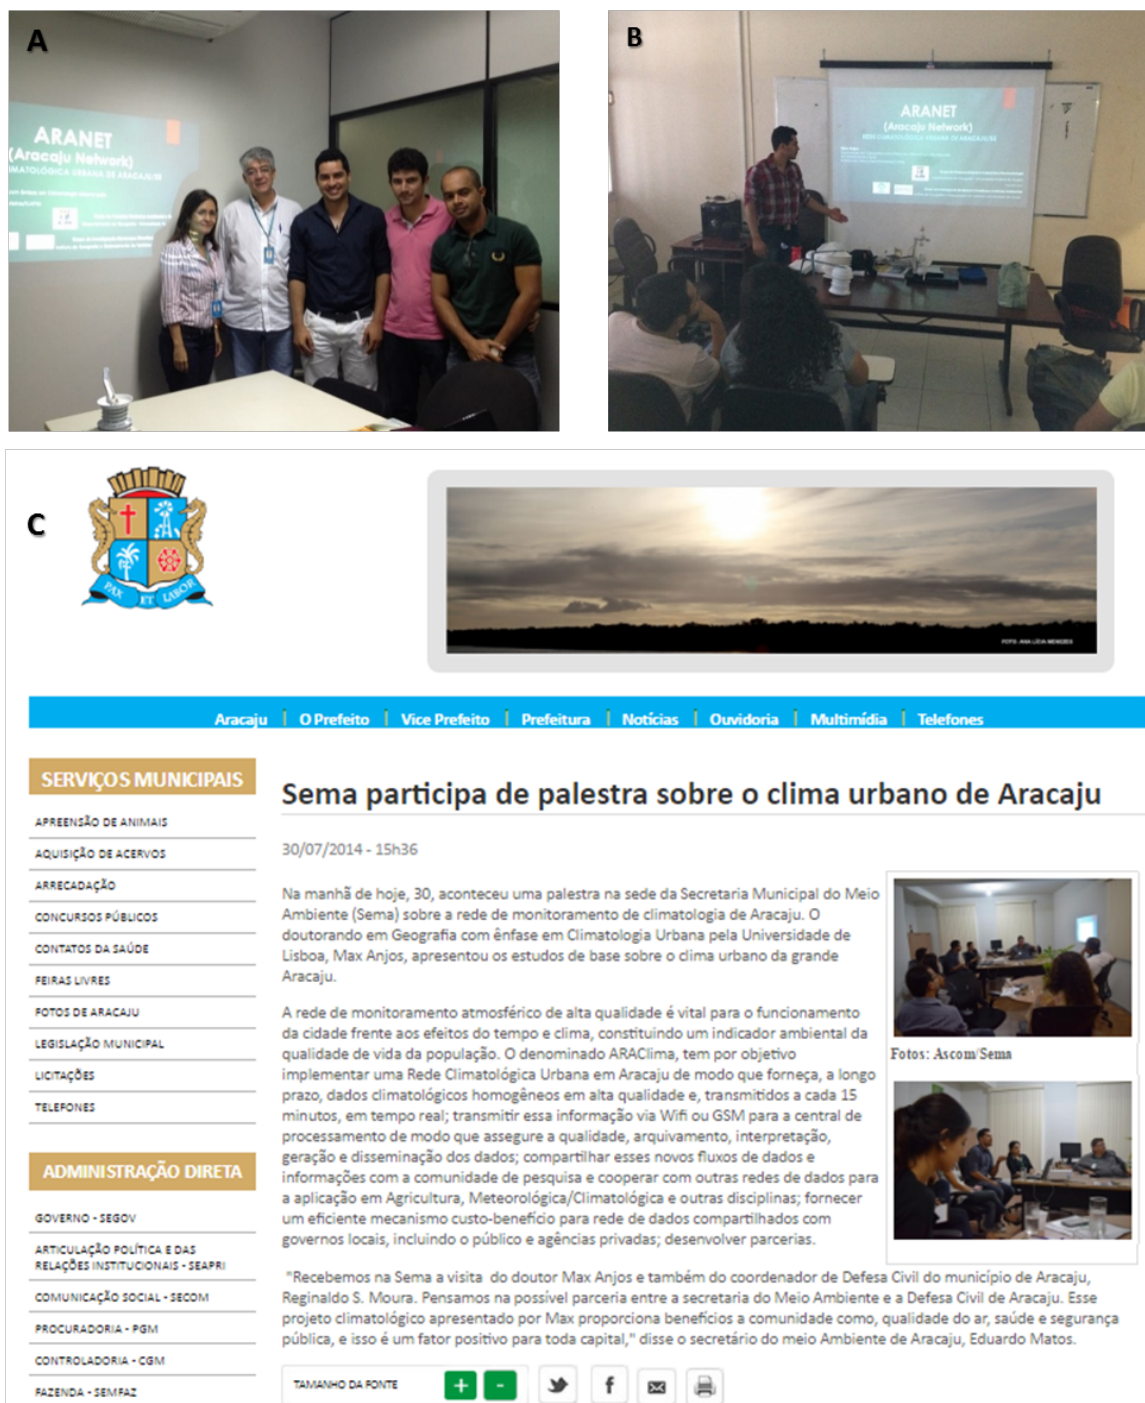 A
ARANET
(Aracaju Network)
CLIMATOLÓGICA URBANA DE ARACAJU/SE
B
ARANET
(Aracaju Network)
REDE CLIMATOLÓGICA URBANA DE ARACAJU/SE
C
PAX ET LABOR
FOTO: ANA LÍDIA MENEZES
Aracaju | O Prefeito | Vice Prefeito | Prefeitura | Notícias | Ouvidoria | Multimídia | Telefones
SERVIÇOS MUNICIPAIS
APREENSÃO DE ANIMAIS
AQUISIÇÃO DE ACERVOS
ARRECADAÇÃO
CONCURSOS PÚBLICOS
CONTATOS DA SAÚDE
FEIRAS LIVRES
FOTOS DE ARACAJU
LEGISLAÇÃO MUNICIPAL
LICITAÇÕES
TELEFONES
ADMINISTRAÇÃO DIRETA
GOVERNO - SEGOV
ARTICULAÇÃO POLÍTICA E DAS
RELAÇÕES INSTITUCIONAIS - SEAPRI
COMUNICAÇÃO SOCIAL - SECOM
PROCURADORIA - PGM
CONTROLADORIA - CGM
FAZENDA - SEMFAZ
Sema participa de palestra sobre o clima urbano de Aracaju
30/07/2014 - 15h36
Na manhã de hoje, 30, aconteceu uma palestra na sede da Secretaria Municipal do Meio
Ambiente (Sema) sobre a rede de monitoramento de climatologia de Aracaju. O
doutorando em Geografia com ênfase em Climatologia Urbana pela Universidade de
Lisboa, Max Anjos, apresentou os estudos de base sobre o clima urbano da grande
Aracaju.
A rede de monitoramento atmosférico de alta qualidade é vital para o funcionamento
da cidade frente aos efeitos do tempo e clima, constituindo um indicador ambiental da
qualidade de vida da população. O denominado ARAClima, tem por objetivo
implementar uma Rede Climatológica Urbana em Aracaju de modo que forneça, a longo
prazo, dados climatológicos homogêneos em alta qualidade e, transmitidos a cada 15
minutos, em tempo real; transmitir essa informação via Wifi ou GSM para a central de
processamento de modo que assegure a qualidade, arquivamento, interpretação,
geração e disseminação dos dados; compartilhar esses novos fluxos de dados e
informações com a comunidade de pesquisa e cooperar com outras redes de dados para
a aplicação em Agricultura, Meteorológica/Climatológica e outras disciplinas; fornecer
um eficiente mecanismo custo-benefício para rede de dados compartilhados com
governos locais, incluindo o público e agências privadas; desenvolver parcerias.
Fotos: Ascom/Sema
"Recebemos na Sema a visita do doutor Max Anjos e também do coordenador de Defesa Civil do município de Aracaju,
Reginaldo S. Moura. Pensamos na possível parceria entre a secretaria do Meio Ambiente e a Defesa Civil de Aracaju. Esse
projeto climatológico apresentado por Max proporciona benefícios a comunidade como, qualidade do ar, saúde e segurança
pública, e isso é um fator positivo para toda capital," disse o secretário do meio Ambiente de Aracaju, Eduardo Matos.
TAMANHO DA FONTE + -